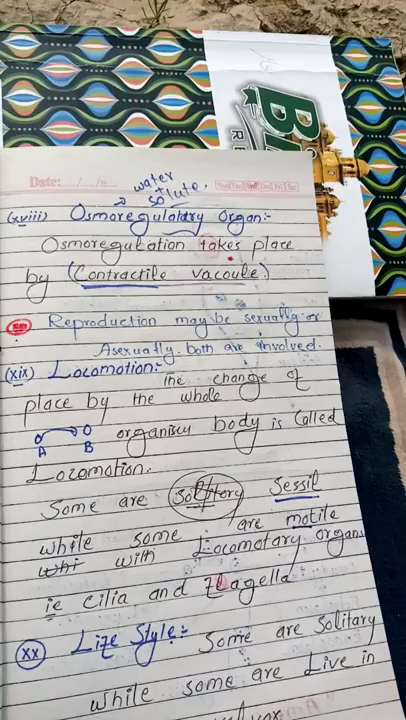 Date:
water
+
solute.
(xviii) Osmoregulatory Organ:-
Osmoregulation takes place
by (Contractile vacoule)
Reproduction may be sexually or
Asexually both are involved.
(xix) Locomotion:-
The change of
place by the whole
organism body is Called
A B
Locomotion.
Some are solitory Sessil
while some are motile
with Locomotary organs
ie Cilia and Flagella
(xx) Life Style:- Some are Solitary
while some are Live in